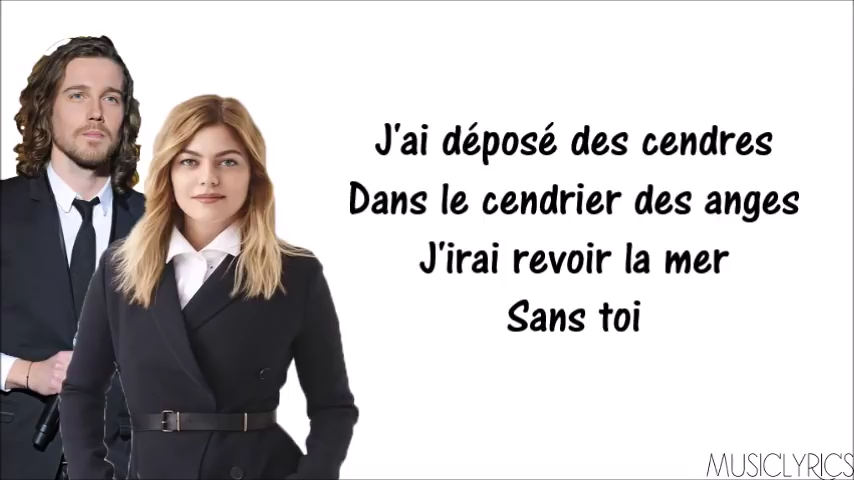 J'ai déposé des cendres
Dans le cendrier des anges
J'irai revoir la mer
Sans toi
MUSICLYRICS